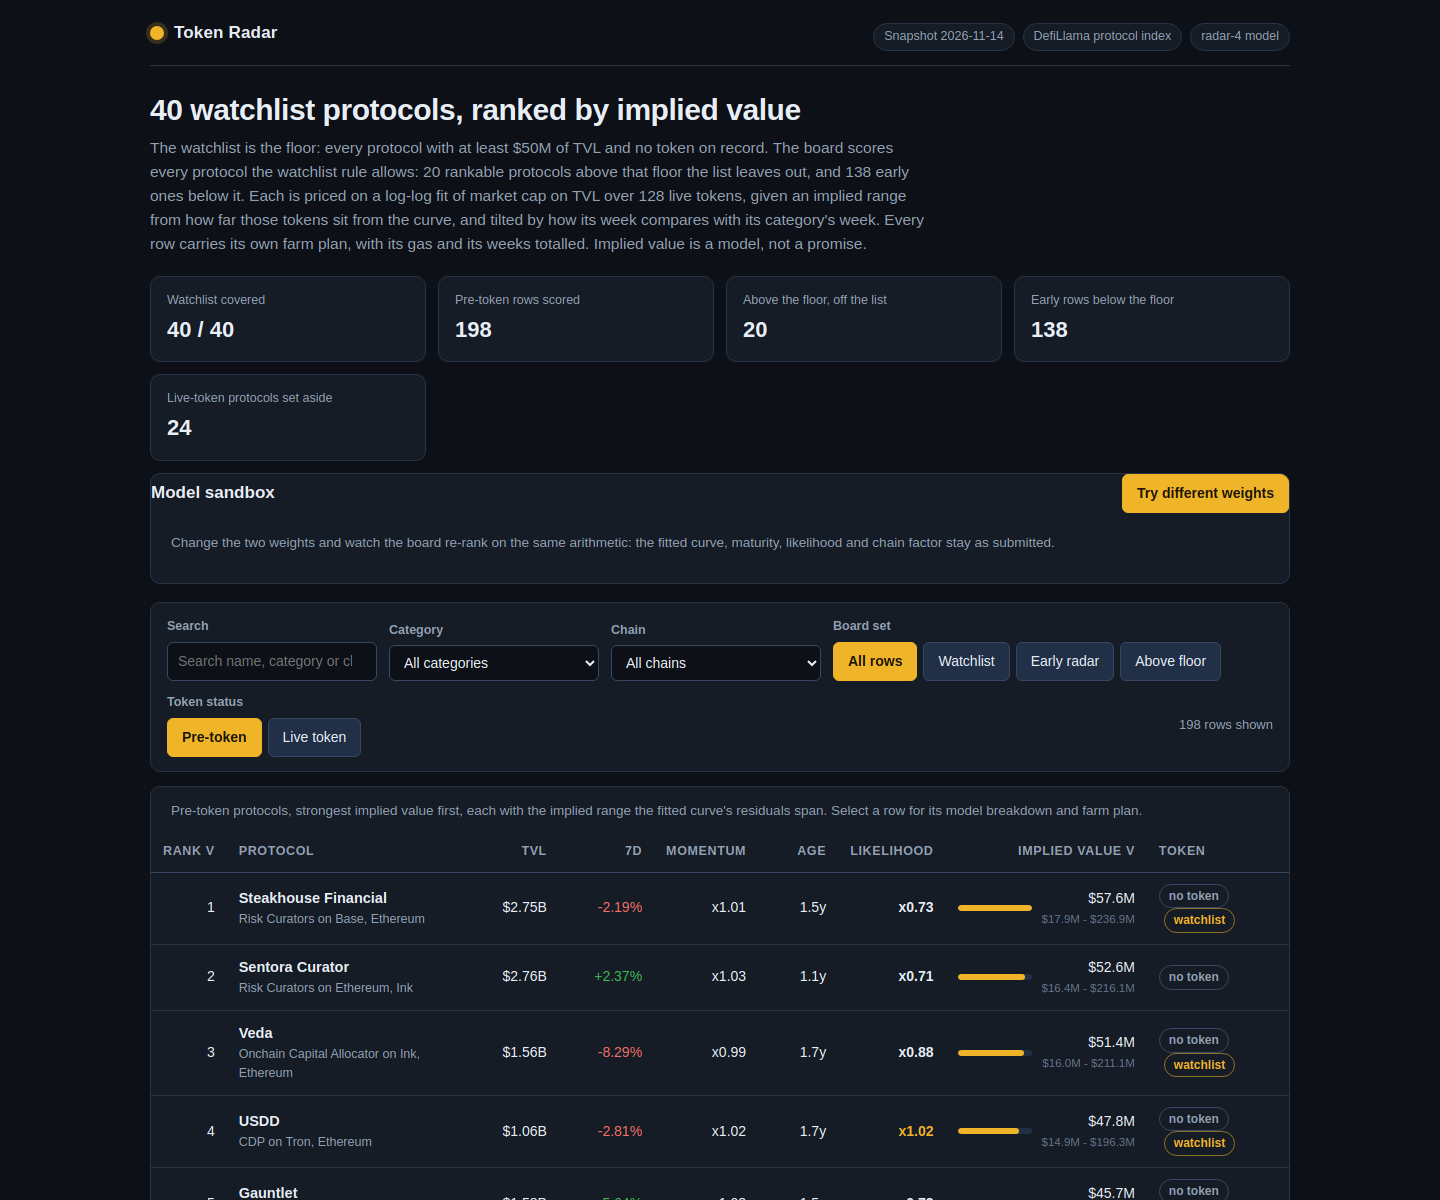 Token Radar
Snapshot 2026-11-14
DefiLlama protocol index
radar-4 model
40 watchlist protocols, ranked by implied value
The watchlist is the floor: every protocol with at least $50M of TVL and no token on record. The board scores
every protocol the watchlist rule allows: 20 rankable protocols above that floor the list leaves out, and 138 early
ones below it. Each is priced on a log-log fit of market cap on TVL over 128 live tokens, given an implied range
from how far those tokens sit from the curve, and tilted by how its week compares with its category's week. Every
row carries its own farm plan, with its gas and its weeks totalled. Implied value is a model, not a promise.
Watchlist covered
40 / 40
Pre-token rows scored
198
Above the floor, off the list
20
Early rows below the floor
138
Live-token protocols set aside
24
Model sandbox
Try different weights
Change the two weights and watch the board re-rank on the same arithmetic: the fitted curve, maturity, likelihood and chain factor stay as submitted.
Search
Search name, category or cl
Category
All categories
Chain
All chains
Board set
All rows
Watchlist
Early radar
Above floor
Token status
Pre-token
Live token
198 rows shown
Pre-token protocols, strongest implied value first, each with the implied range the fitted curve's residuals span. Select a row for its model breakdown and farm plan.
RANK V PROTOCOL TVL 7D MOMENTUM AGE LIKELIHOOD IMPLIED VALUE V TOKEN
1 Steakhouse Financial $2.75B -2.19% x1.01 1.5y x0.73 $57.6M no token
Risk Curators on Base, Ethereum $17.9M - $236.9M watchlist
2 Sentora Curator $2.76B +2.37% x1.03 1.1y x0.71 $52.6M no token
Risk Curators on Ethereum, Ink $16.4M - $216.1M
3 Veda $1.56B -8.29% x0.99 1.7y x0.88 $51.4M no token
Onchain Capital Allocator on Ink, $16.0M - $211.1M watchlist
Ethereum
4 USDD $1.06B -2.81% x1.02 1.7y x1.02 $47.8M no token
CDP on Tron, Ethereum $14.9M - $196.3M watchlist
Gauntlet $45.7M no token